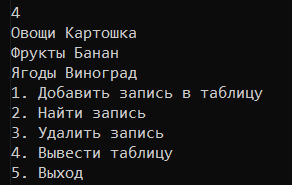 4
Овощи Картошка
Фрукты Банан
Ягоды Виноград
1. Добавить запись в таблицу
2. Найти запись
3. Удалить запись
4. Вывести таблицу
5. Выход